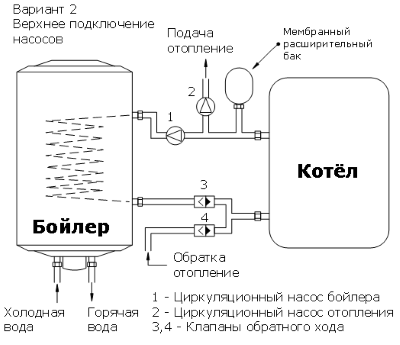 Вариант 2
Верхнее подключение
насосов
Подача
отопление
Мембранный
расширительный
бак
2
1
Котёл
3
4
Бойлер
Обратка
отопление
Холодная
вода
Горячая
вода
1 - Циркуляционный насос бойлера
2 - Циркуляционный насос отопления
3,4 - Клапаны обратного хода